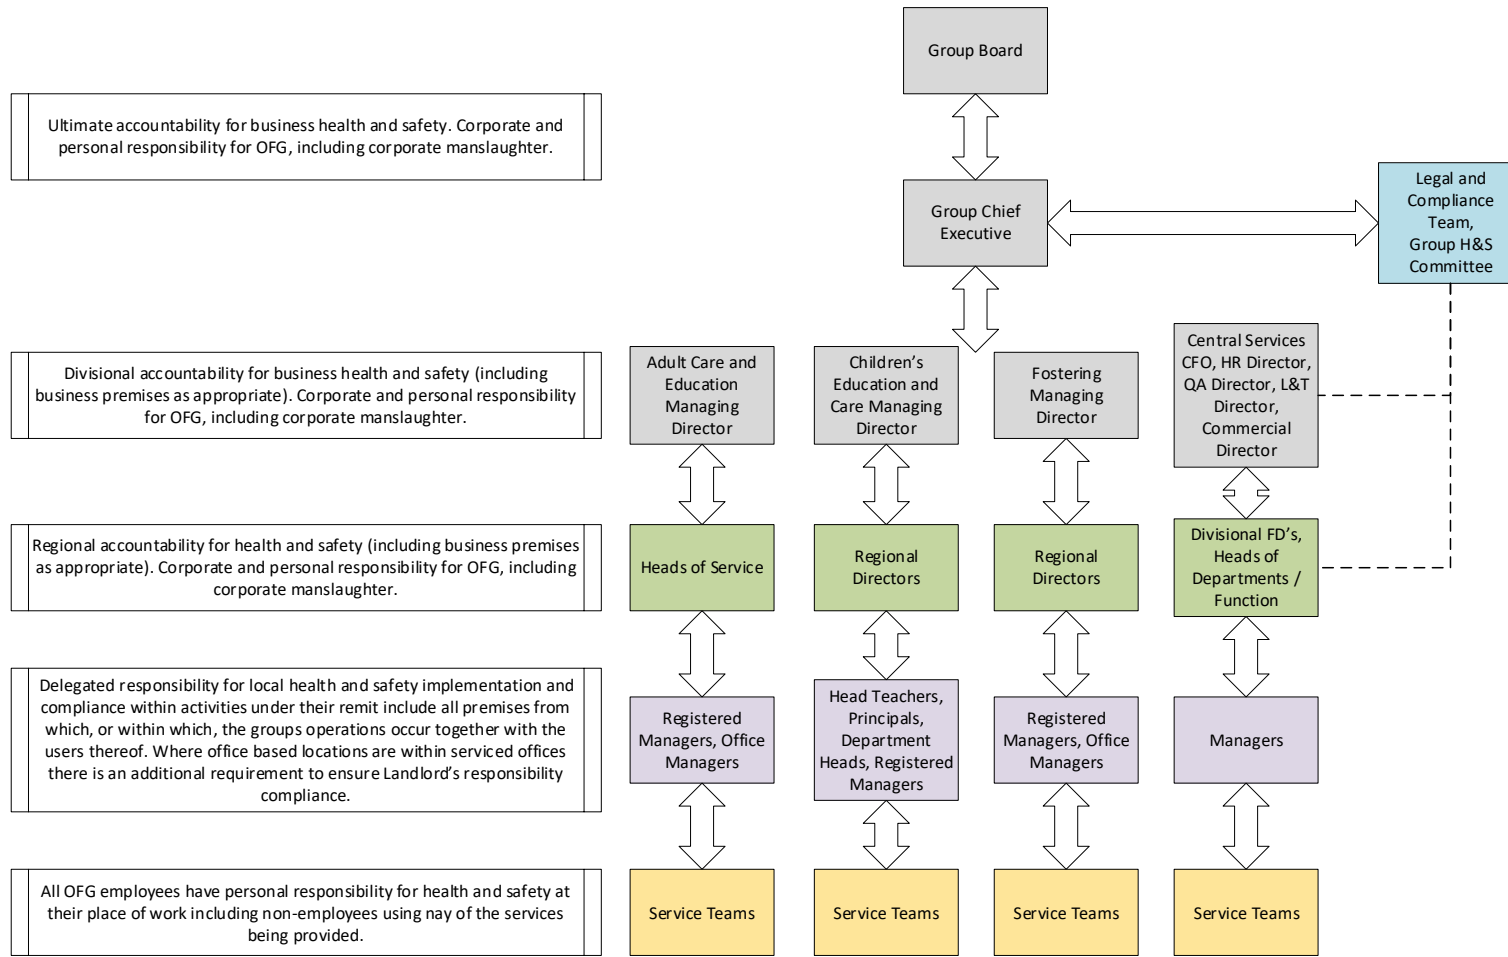 Group Board
Ultimate accountability for business health and safety. Corporate and
personal responsibility for OFG, including corporate manslaughter.
Group Chief
Executive
Legal and
Compliance
Team,
Group H&S
Committee
Divisional accountability for business health and safety (including
business premises as appropriate). Corporate and personal responsibility
for OFG, including corporate manslaughter.
Adult Care and
Education
Managing
Director
Children’s
Education and
Care Managing
Director
Fostering
Managing
Director
Central Services
CFO, HR Director,
QA Director, L&T
Director,
Commercial
Director
Regional accountability for health and safety (including business premises
as appropriate). Corporate and personal responsibility for OFG, including
corporate manslaughter.
Heads of Service
Regional
Directors
Regional
Directors
Divisional FD’s,
Heads of
Departments /
Function
Delegated responsibility for local health and safety implementation and
compliance within activities under their remit include all premises from
which, or within which, the groups operations occur together with the
users thereof. Where office based locations are within serviced offices
there is an additional requirement to ensure Landlord’s responsibility
compliance.
Registered
Managers, Office
Managers
Head Teachers,
Principals,
Department
Heads, Registered
Managers
Registered
Managers, Office
Managers
Managers
All OFG employees have personal responsibility for health and safety at
their place of work including non-employees using nay of the services
being provided.
Service Teams
Service Teams
Service Teams
Service Teams